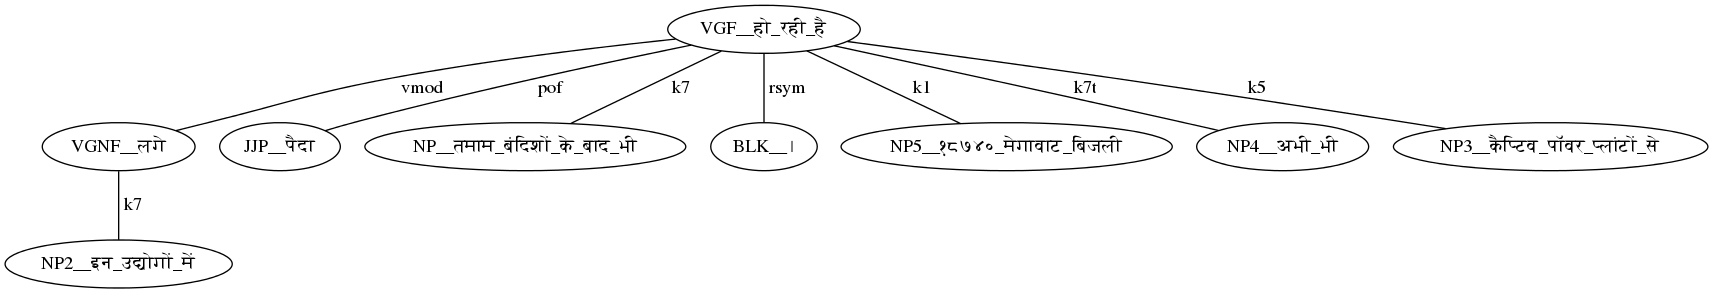 VGF__हो_रही_है
vmod pof k7 rsym k1 k7t k5
VGNF__लगे JJP__पैदा NP__तमाम_बंदिशों_के_बाद_भी BLK__। NP5__१८७४०_मेगावाट_बिजली NP4__अभी_भी NP3__कैप्टिव_पॉवर_प्लांटों_से
k7
NP2__इन_उद्योगों_में